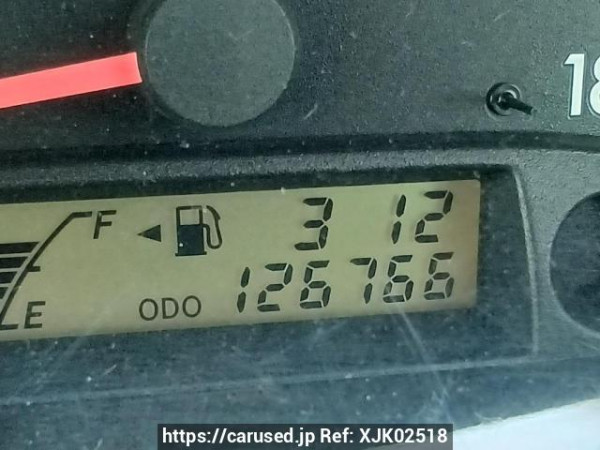 18
F 3 12
E ODO 126766
https://carused.jp Ref: XJK02518